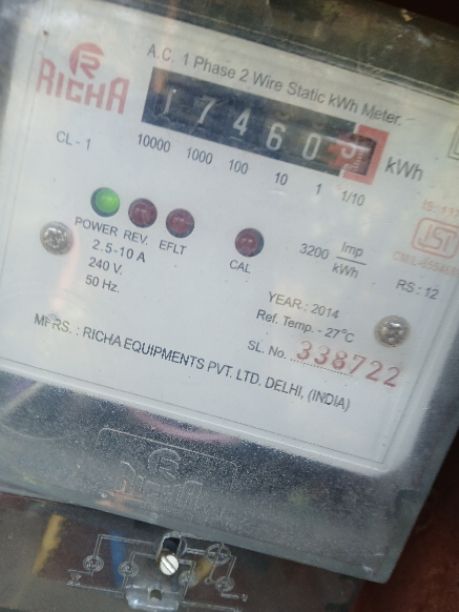 R
RICHA
A.C. 1 Phase 2 Wire Static kWh Meter.
17460
kWh
CL - 1
10000 1000 100 10 1 1/10
POWER REV. EFLT
CAL
2.5-10 A
240 V.
50 Hz.
3200 Imp
kWh
RS : 12
YEAR : 2014
Ref. Temp. - 27°C
SL. No. 338722
MFRS. : RICHA EQUIPMENTS PVT. LTD. DELHI, (INDIA)
R
RICHA